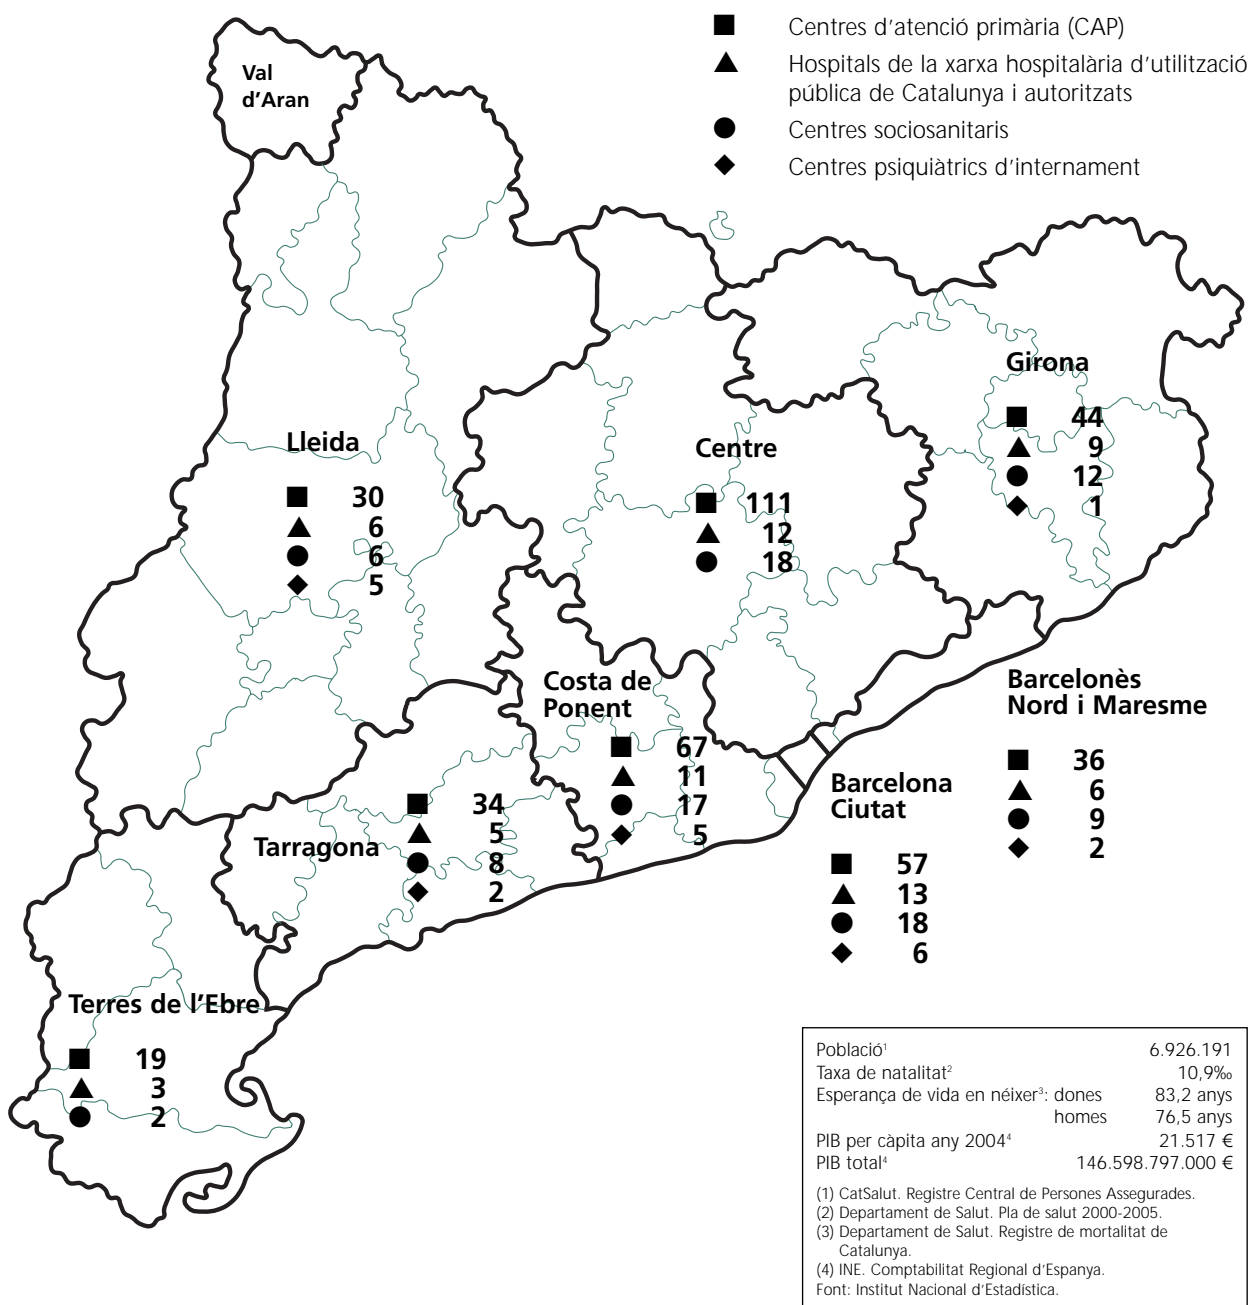 ■ Centres d'atenció primària (CAP)
▲ Hospitals de la xarxa hospitalària d'utilització
pública de Catalunya i autoritzats
● Centres sociosanitaris
◆ Centres psiquiàtrics d'internament
Val
d'Aran
Girona
■ 44
▲ 9
● 12
◆ 1
Lleida
■ 30
▲ 6
● 6
◆ 5
Centre
■ 111
▲ 12
● 18
Costa de
Ponent
■ 67
▲ 11
● 17
◆ 5
Barcelonès
Nord i Maresme
■ 36
▲ 6
● 9
◆ 2
Barcelona
Ciutat
■ 57
▲ 13
● 18
◆ 6
Tarragona
■ 34
▲ 5
● 8
◆ 2
Terres de l'Ebre
■ 19
▲ 3
● 2
Població¹ 6.926.191
Taxa de natalitat² 10,9‰
Esperança de vida en néixer³: dones 83,2 anys
homes 76,5 anys
PIB per càpita any 2004⁴ 21.517 €
PIB total⁴ 146.598.797.000 €
(1) CatSalut. Registre Central de Persones Assegurades.
(2) Departament de Salut. Pla de salut 2000-2005.
(3) Departament de Salut. Registre de mortalitat de
Catalunya.
(4) INE. Comptabilitat Regional d'Espanya.
Font: Institut Nacional d'Estadística.